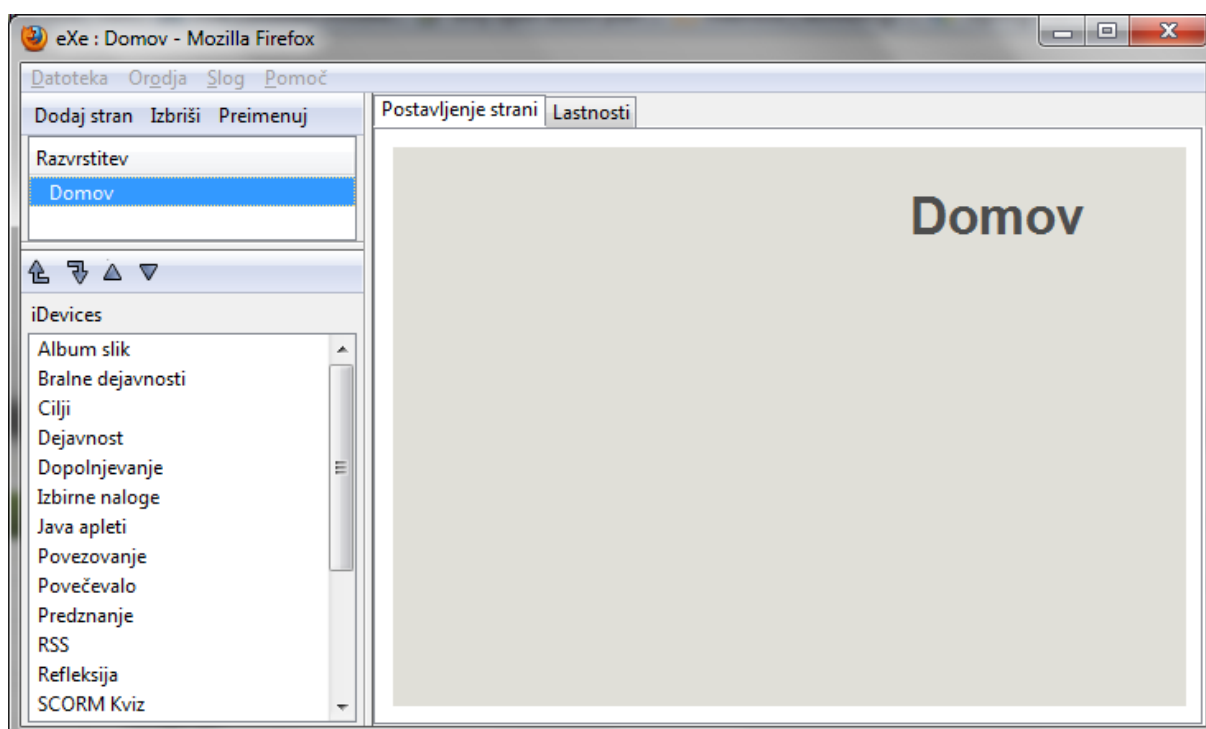 eXe : Domov - Mozilla Firefox
Datoteka Orodja Slog Pomoč
Dodaj stran Izbriši Preimenuj
Razvrstitev
Domov
iDevices
Album slik
Bralne dejavnosti
Cilji
Dejavnost
Dopolnjevanje
Izbirne naloge
Java apleti
Povezovanje
Povečevalo
Predznanje
RSS
Refleksija
SCORM Kviz
Postavljenje strani Lastnosti
Domov